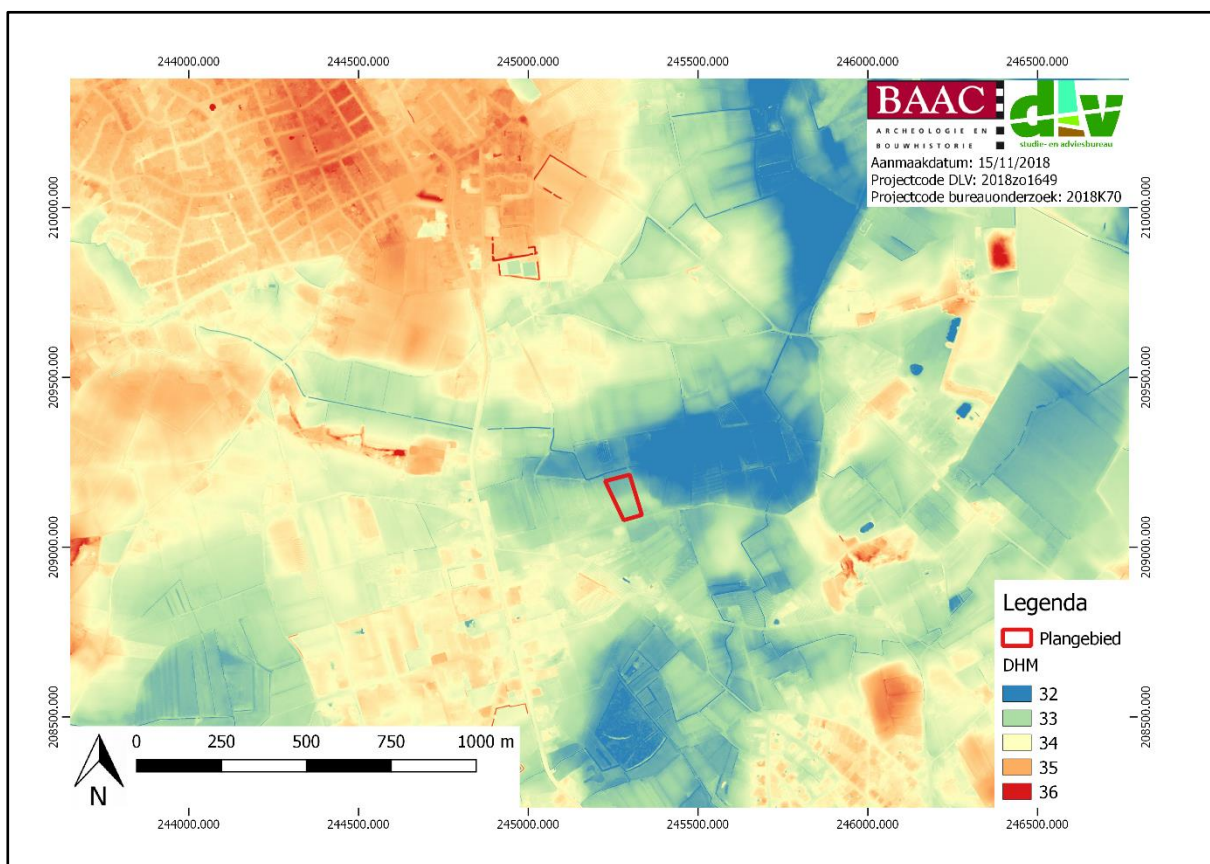 244000.000 244500.000 245000.000 245500.000 246000.000 246500.000
BAAC
ARCHEOLOGIE EN
BOUWHISTORIE
dlv
studie- en adviesbureau
Aanmaakdatum: 15/11/2018
Projectcode DLV: 2018zo1649
Projectcode bureauonderzoek: 2018K70
210000.000 210000.000
209500.000 209500.000
209000.000 209000.000
208500.000 208500.000
Legenda
Plangebied
DHM
32
33
34
35
36
0 250 500 750 1000 m
N
244000.000 244500.000 245000.000 245500.000 246000.000 246500.000